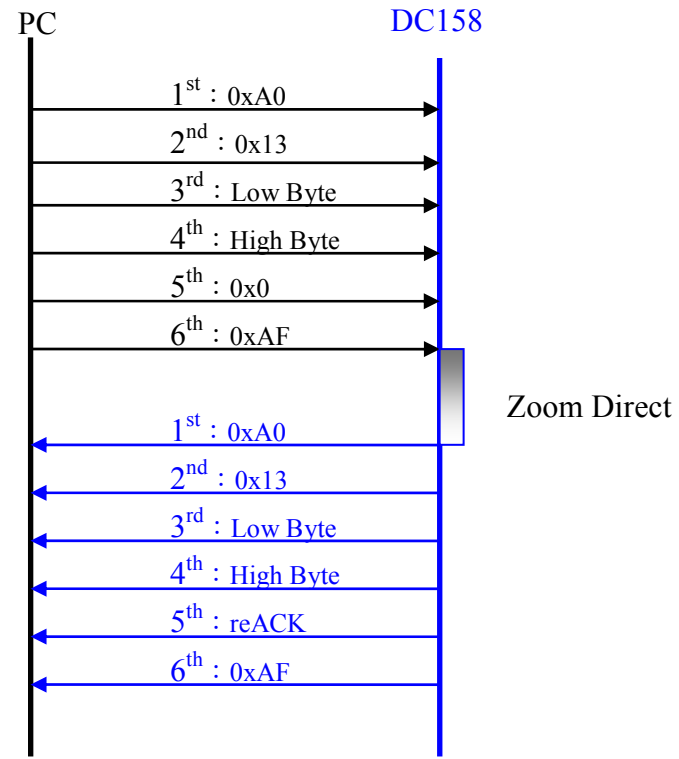 PC
DC158
1st：0xA0
2nd：0x13
3rd：Low Byte
4th：High Byte
5th：0x0
6th：0xAF
Zoom Direct
1st：0xA0
2nd：0x13
3rd：Low Byte
4th：High Byte
5th：reACK
6th：0xAF